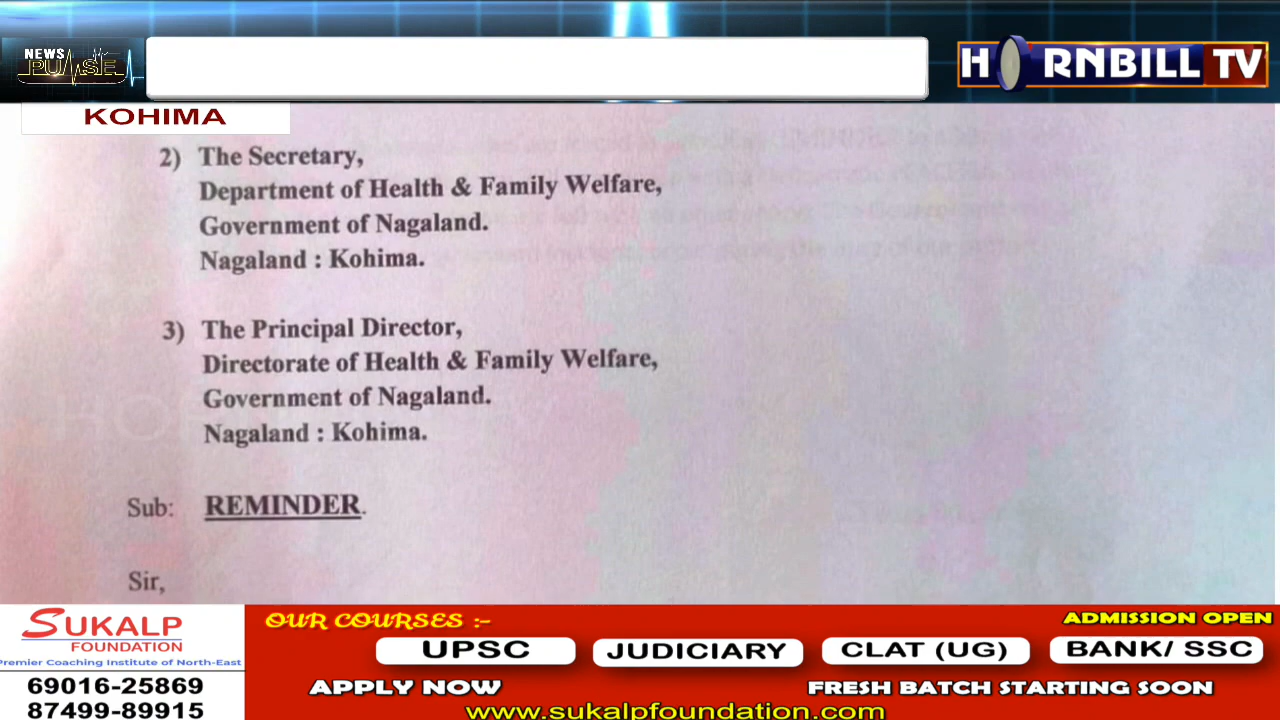 NEWS
PULSE
HORNBILL TV
KOHIMA
2) The Secretary,
Department of Health & Family Welfare,
Government of Nagaland.
Nagaland : Kohima.
3) The Principal Director,
Directorate of Health & Family Welfare,
Government of Nagaland.
Nagaland : Kohima.
Sub: REMINDER.
Sir,
SUKALP
FOUNDATION
Premier Coaching Institute of North-East
69016-25869
87499-89915
OUR COURSES :-
ADMISSION OPEN
UPSC
JUDICIARY
CLAT (UG)
BANK/ SSC
APPLY NOW
FRESH BATCH STARTING SOON
www.sukalpfoundation.com